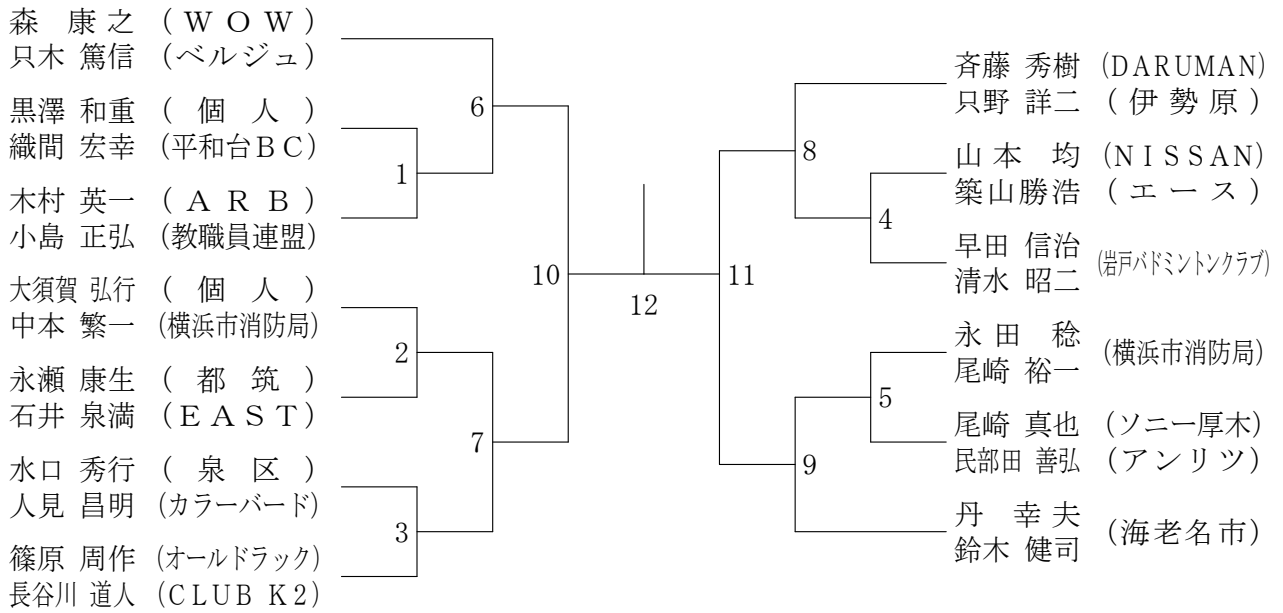 森 康之 (WOW)
只木 篤信 (ベルジュ)
黒澤 和重 (個人)
織間 宏幸 (平和台BC)
木村 英一 (ARB)
小島 正弘 (教職員連盟)
大須賀 弘行 (個人)
中本 繁一 (横浜市消防局)
永瀬 康生 (都筑)
石井 泉満 (EAST)
水口 秀行 (泉区)
人見 昌明 (カラーバード)
篠原 周作 (オールドラック)
長谷川 道人 (CLUB K2)
6
1
10
2
7
3
12
11
8
4
5
9
斉藤 秀樹 (DARUMAN)
只野 詳二 (伊勢原)
山本 均 (NISSAN)
築山勝浩 (エース)
早田 信治
清水 昭二
(岩戸バドミントンクラブ)
永田 稔
尾崎 裕一
(横浜市消防局)
尾崎 真也 (ソニー厚木)
民部田 善弘 (アンリツ)
丹 幸夫
鈴木 健司
(海老名市)